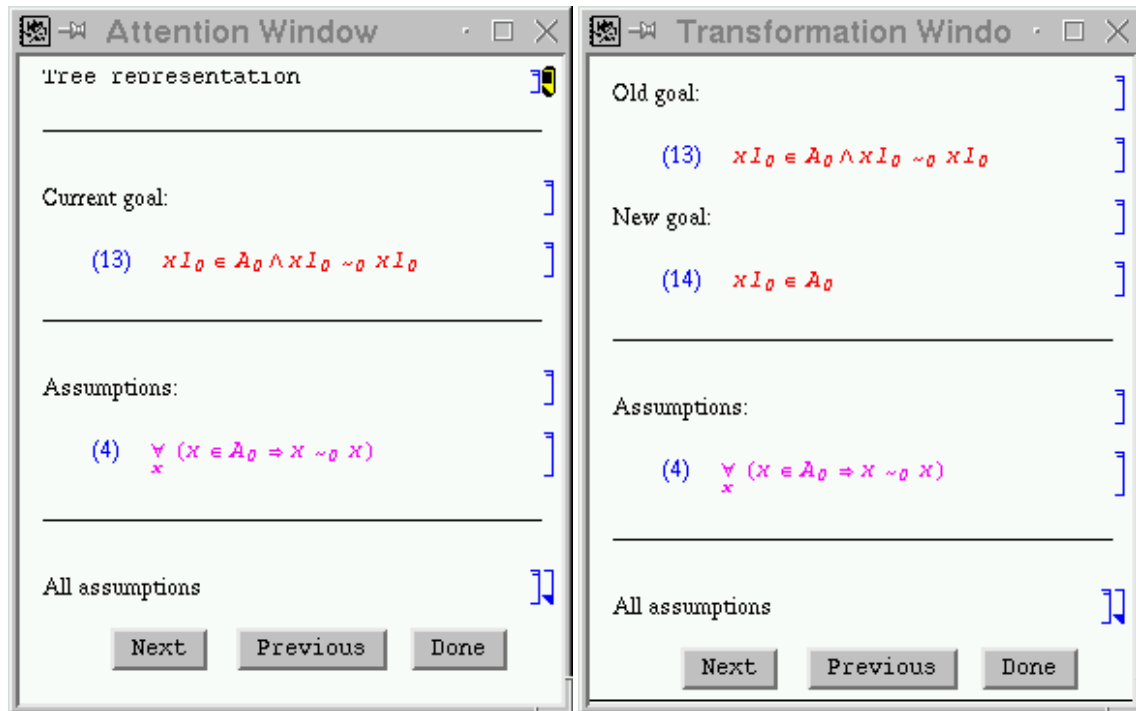 Attention Window
Tree representation
Current goal:
(13) xI₀ ∈ A₀ ∧ xI₀ ~₀ xI₀
Assumptions:
(4) ∀ (x ∈ A₀ ⇒ x ~₀ x)
x
All assumptions
Next Previous Done
Transformation Windo
Old goal:
(13) xI₀ ∈ A₀ ∧ xI₀ ~₀ xI₀
New goal:
(14) xI₀ ∈ A₀
Assumptions:
(4) ∀ (x ∈ A₀ ⇒ x ~₀ x)
x
All assumptions
Next Previous Done